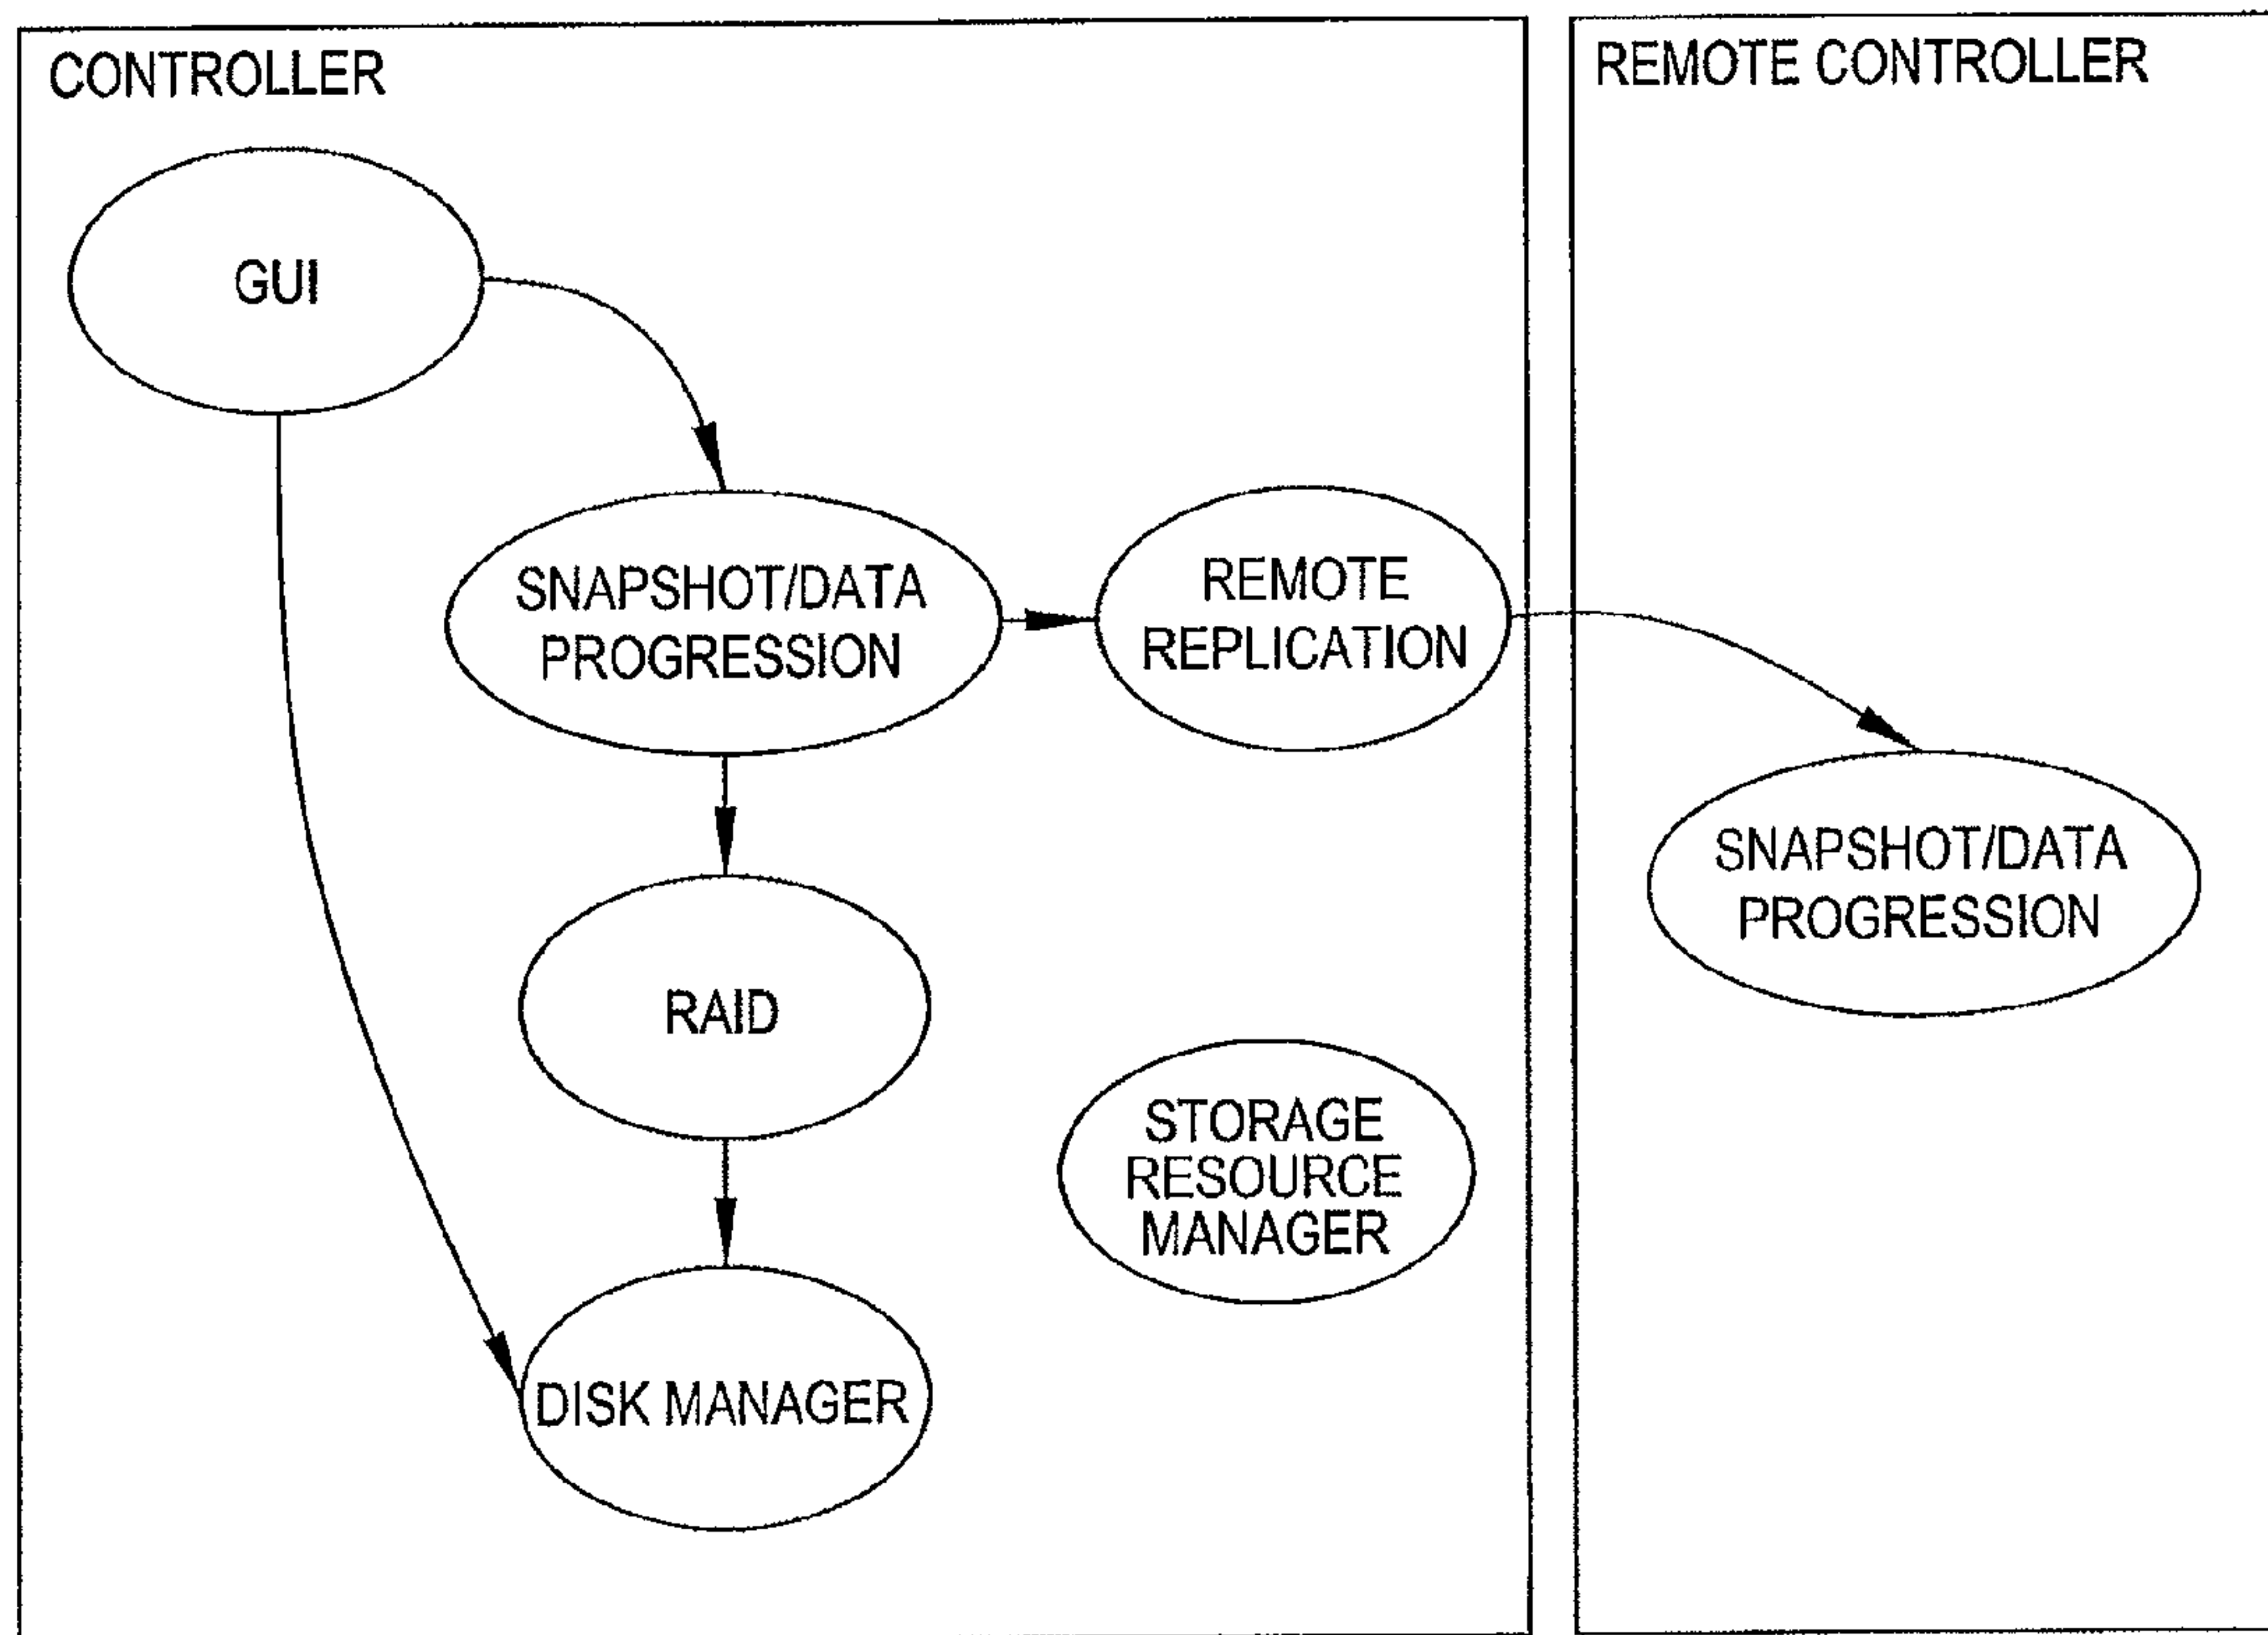 CONTROLLER
REMOTE CONTROLLER
GUI
SNAPSHOT/DATA
PROGRESSION
REMOTE
REPLICATION
SNAPSHOT/DATA
PROGRESSION
RAID
STORAGE
RESOURCE
MANAGER
DISK MANAGER